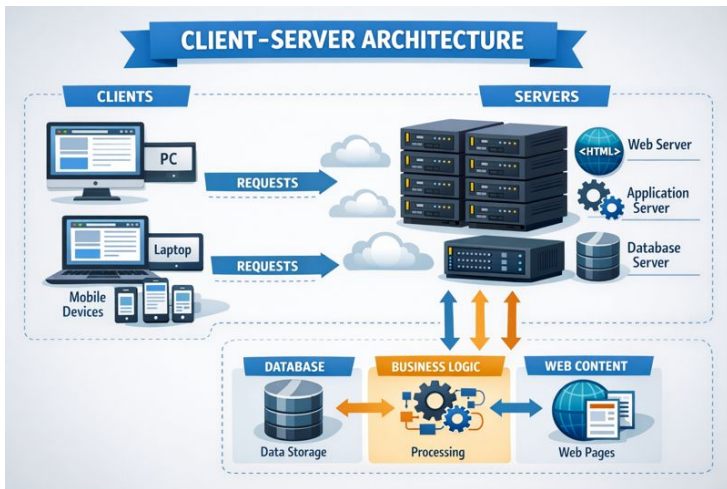 CLIENT-SERVER ARCHITECTURE
CLIENTS
SERVERS
PC
REQUESTS
<HTML>
Web Server
Application
Server
Laptop
REQUESTS
Database
Server
Mobile
Devices
DATABASE
BUSINESS LOGIC
WEB CONTENT
Data Storage
Processing
Web Pages